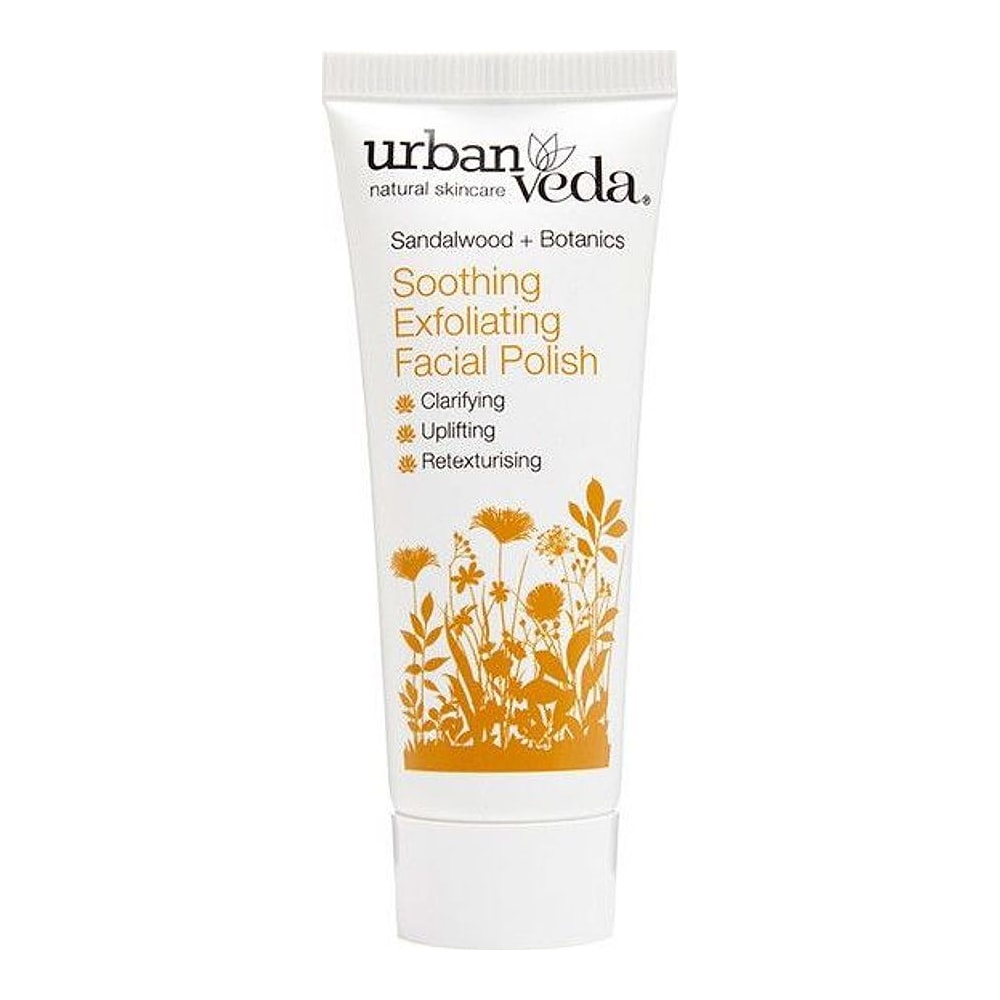 urban
natural skincare veda®
Sandalwood + Botanics
Soothing
Exfoliating
Facial Polish
Clarifying
Uplifting
Retexturising